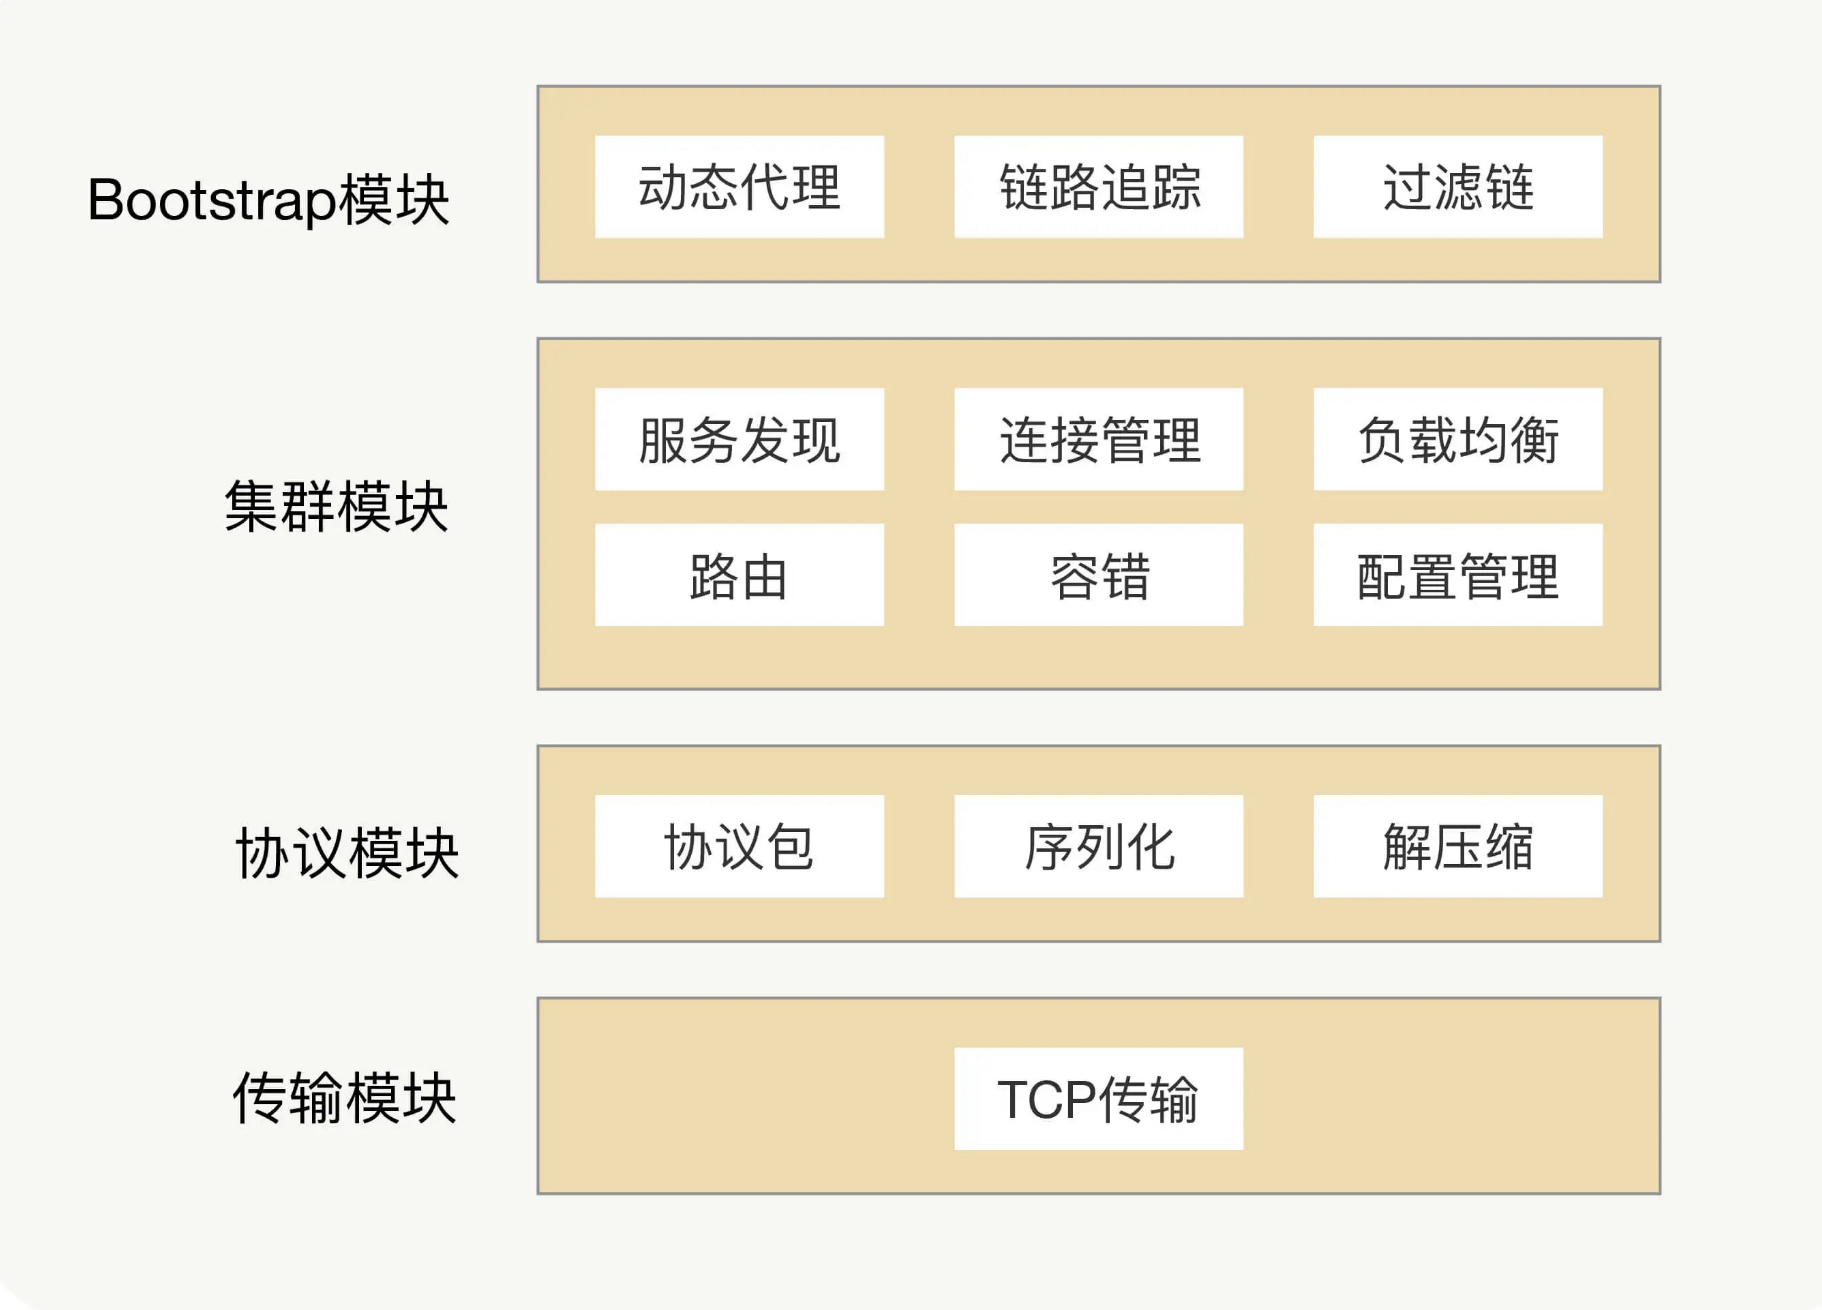 Bootstrap模块
动态代理
链路追踪
过滤链
集群模块
服务发现
连接管理
负载均衡
路由
容错
配置管理
协议模块
协议包
序列化
解压缩
传输模块
TCP传输